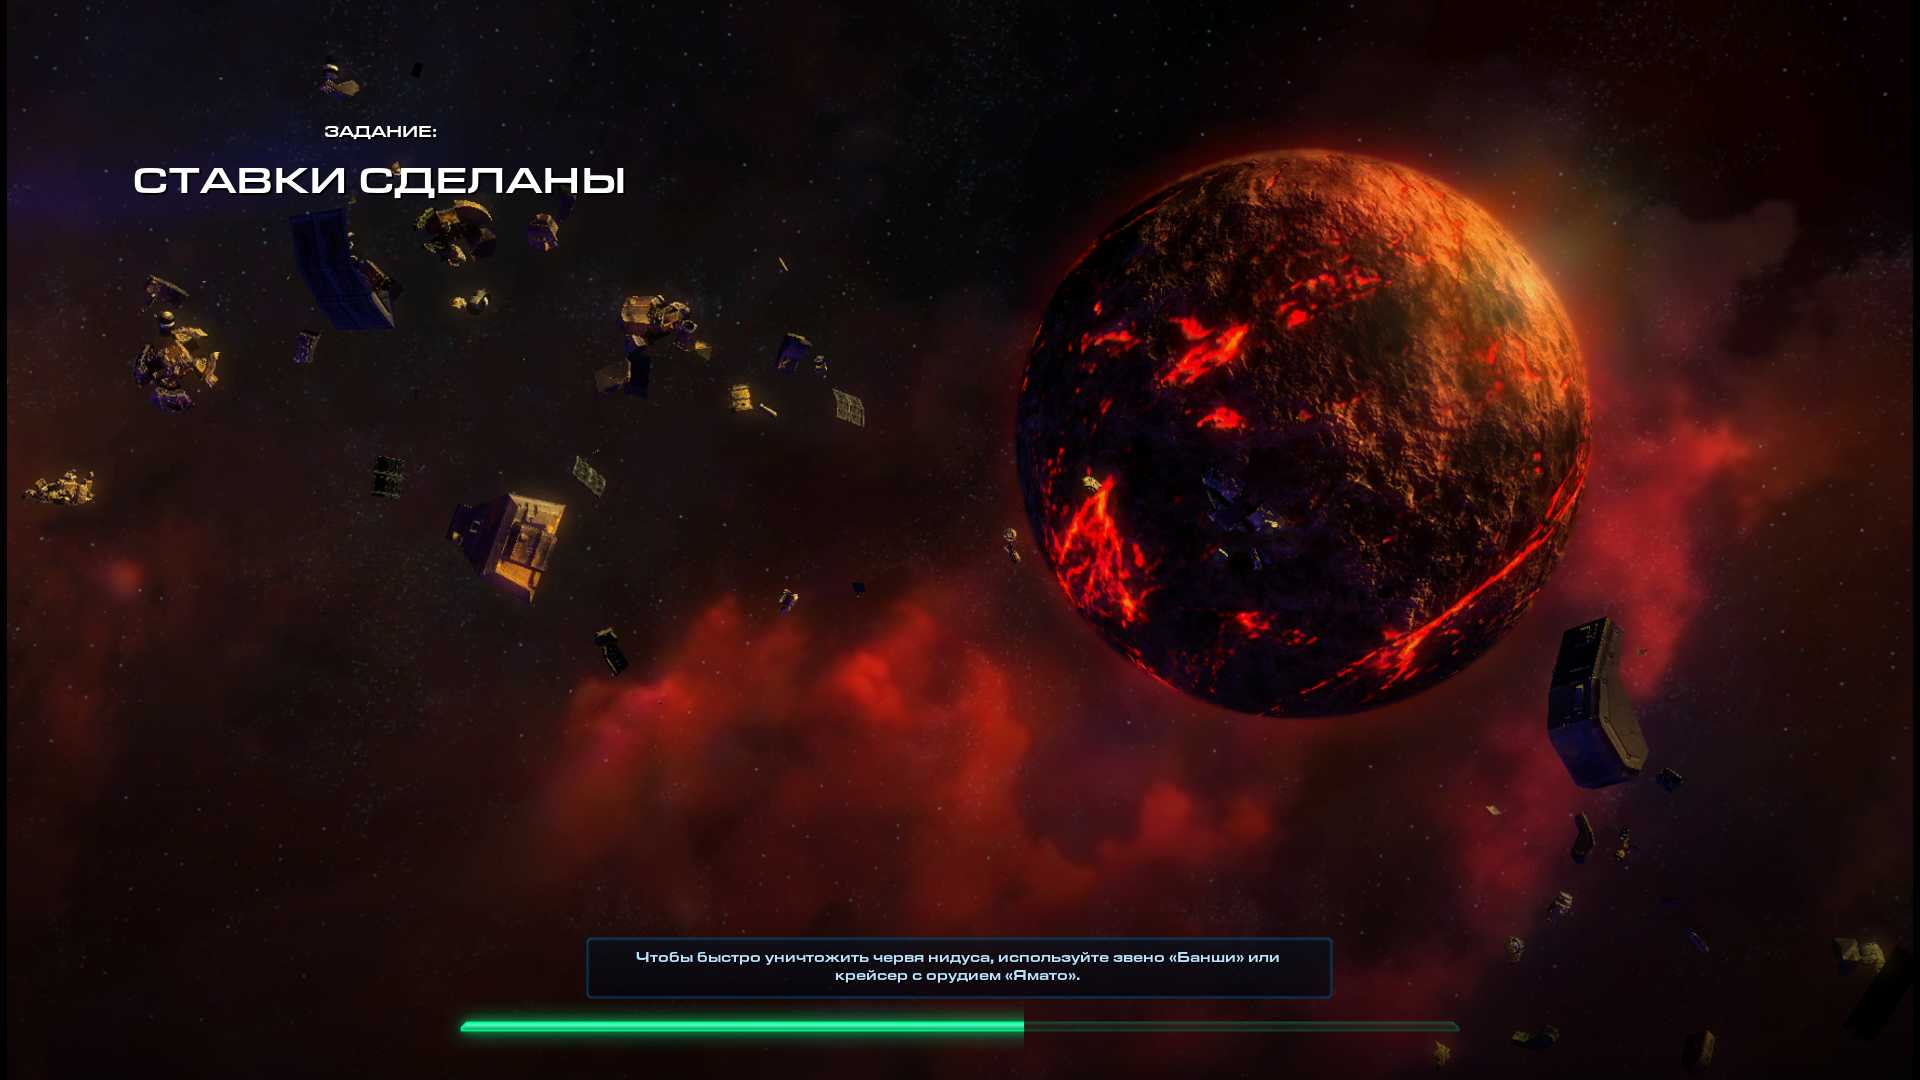 ЗАДАНИЕ:
СТАВКИ СДЕЛАНЫ
Чтобы быстро уничтожить червя нидуса, используйте звено «Банши» или
крейсер с орудием «Ямато».